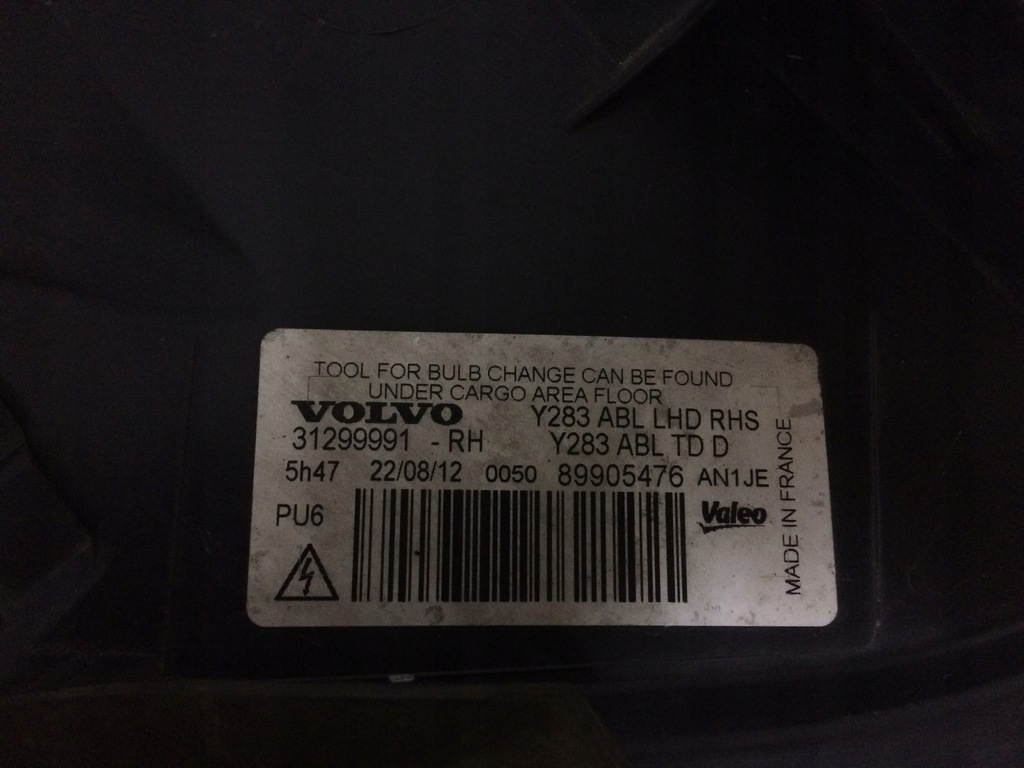 TOOL FOR BULB CHANGE CAN BE FOUND
UNDER CARGO AREA FLOOR
VOLVO Y283 ABL LHD RHS
31299991 - RH Y283 ABL TD D
5h47 22/08/12 0050 89905476 AN1JE
PU6 Valeo
MADE IN FRANCE